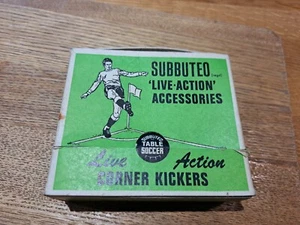 SUBBUTEO
'LIVE-ACTION'
ACCESSORIES
SUBBUTEO
TABLE
SOCCER
Live Action
CORNER KICKERS